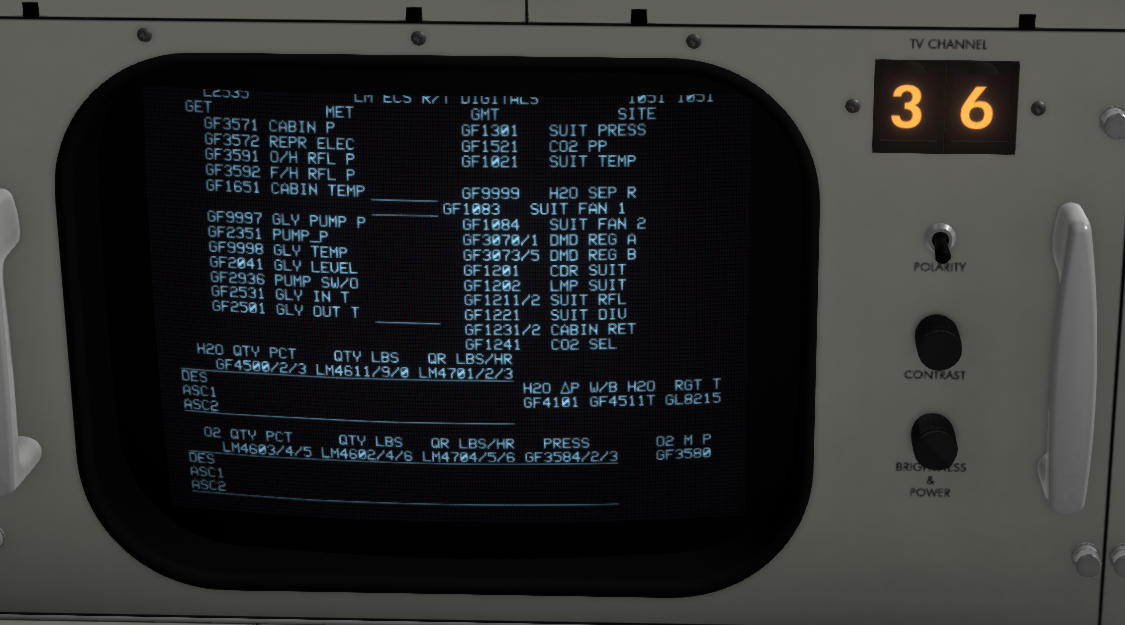 L2535 LM ECS R/T DIGITALS 1051 1051
GET MET GMT SITE
GF3571 CABIN P GF1301 SUIT PRESS
GF3572 REPR ELEC GF1521 CO2 PP
GF3591 O/H RFL P GF1021 SUIT TEMP
GF3592 F/H RFL P
GF1651 CABIN TEMP GF9999 H2O SEP R
GF1083 SUIT FAN 1
GF9997 GLY PUMP P GF1084 SUIT FAN 2
GF2351 PUMP_P GF3070/1 DMD REG A
GF9998 GLY TEMP GF3073/5 DMD REG B
GF2041 GLY LEVEL GF1201 CDR SUIT
GF2936 PUMP SW/O GF1202 LMP SUIT
GF2531 GLY IN T GF1211/2 SUIT RFL
GF2501 GLY OUT T GF1221 SUIT DIV
GF1231/2 CABIN RET
GF1241 CO2 SEL
H2O QTY PCT QTY LBS QR LBS/HR
GF4500/2/3 LM4611/9/0 LM4701/2/3
DES H2O ΔP W/B H2O RGT T
ASC1 GF4101 GF4511T GL8215
ASC2
O2 QTY PCT QTY LBS QR LBS/HR PRESS O2 M P
LM4603/4/5 LM4602/4/6 LM4704/5/6 GF3584/2/3 GF3580
DES
ASC1
ASC2
TV CHANNEL
3 6
POLARITY
CONTRAST
BRIGHTNESS
&
POWER